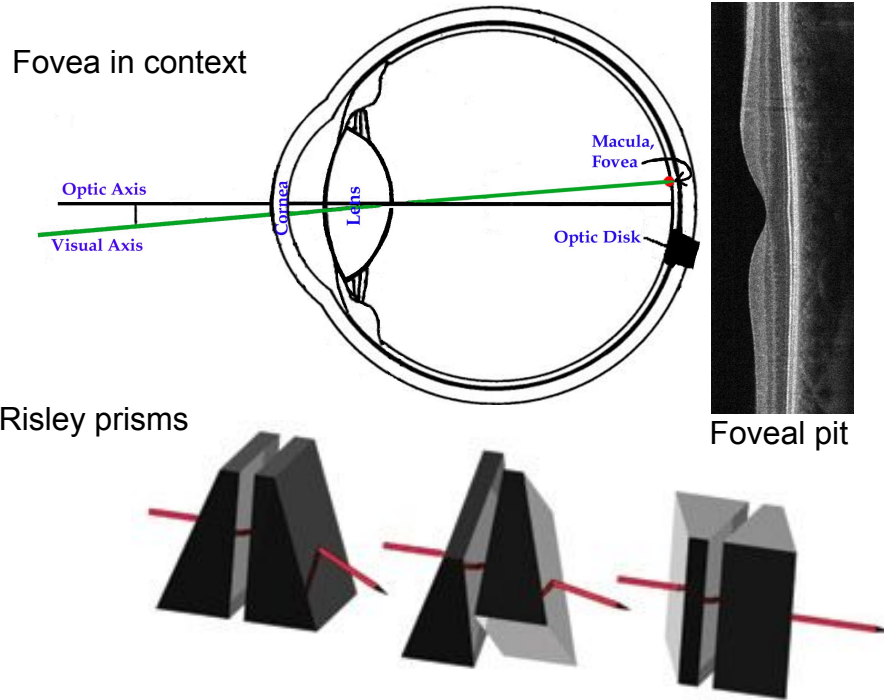 Fovea in context
Macula,
Fovea
Optic Axis
Cornea
Lens
Visual Axis
Optic Disk
Risley prisms
Foveal pit